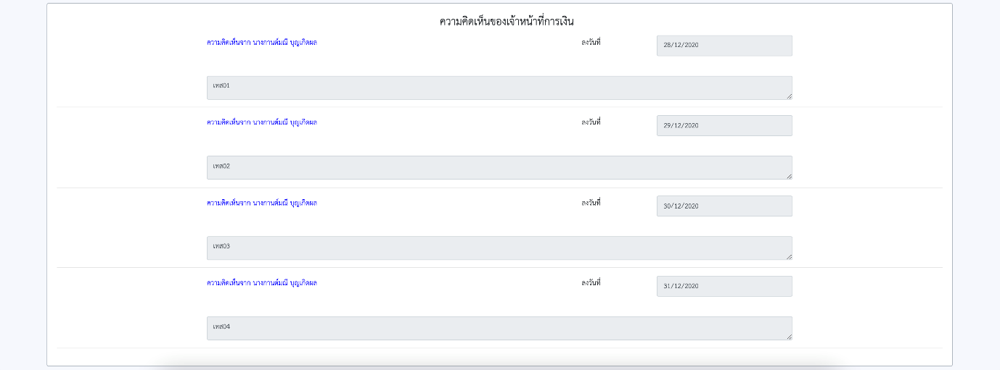 ความคิดเห็นของเจ้าหน้าที่การเงิน
ความคิดเห็นจาก นางกานต์มณี บุญเกิดผล ลงวันที่ 28/12/2020
เทส01
ความคิดเห็นจาก นางกานต์มณี บุญเกิดผล ลงวันที่ 29/12/2020
เทส02
ความคิดเห็นจาก นางกานต์มณี บุญเกิดผล ลงวันที่ 30/12/2020
เทส03
ความคิดเห็นจาก นางกานต์มณี บุญเกิดผล ลงวันที่ 31/12/2020
เทส04